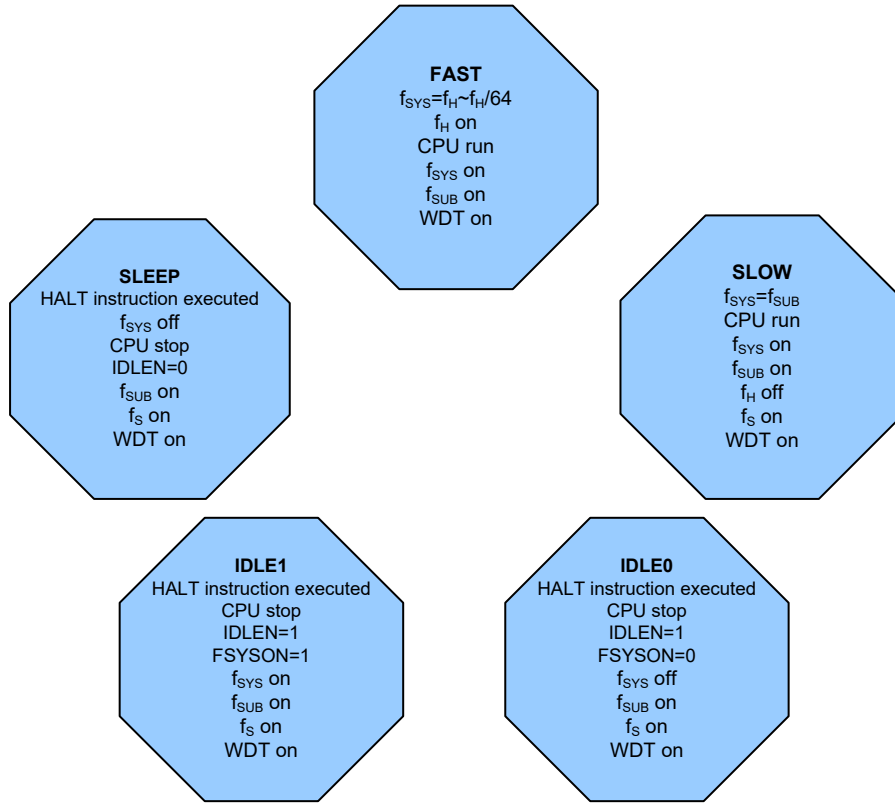 FAST
fSYS=fH~fH/64
fH on
CPU run
fSYS on
fSUB on
WDT on
SLEEP
HALT instruction executed
fSYS off
CPU stop
IDLEN=0
fSUB on
fS on
WDT on
SLOW
fSYS=fSUB
CPU run
fSYS on
fSUB on
fH off
fS on
WDT on
IDLE1
HALT instruction executed
CPU stop
IDLEN=1
FSYSON=1
fSYS on
fSUB on
fS on
WDT on
IDLE0
HALT instruction executed
CPU stop
IDLEN=1
FSYSON=0
fSYS off
fSUB on
fS on
WDT on